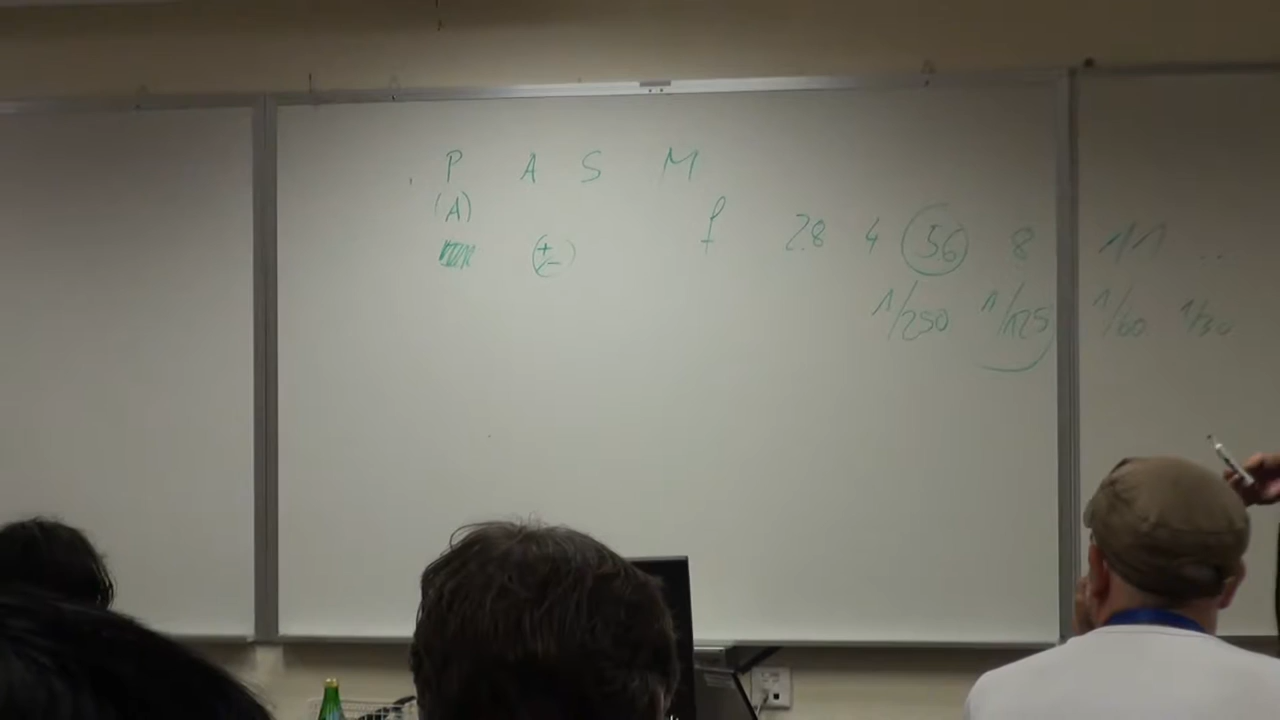 P A S M
(A)
f 2.8 4 5.6 8 11 ..
(+/-)
1/250 1/125 1/60 1/30